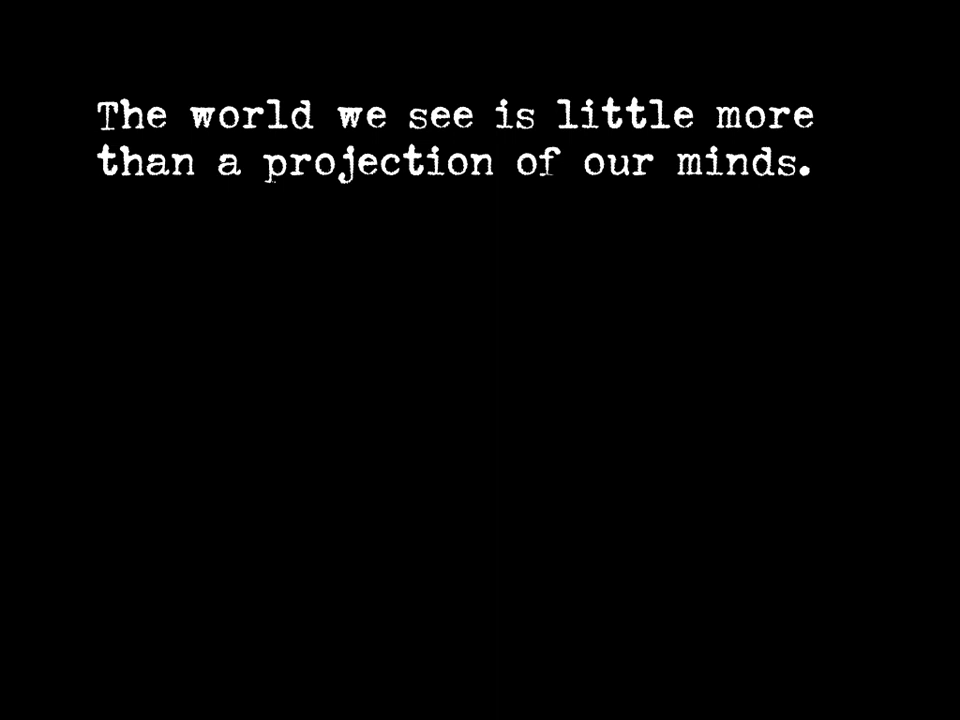 The world we see is little more
than a projection of our minds.